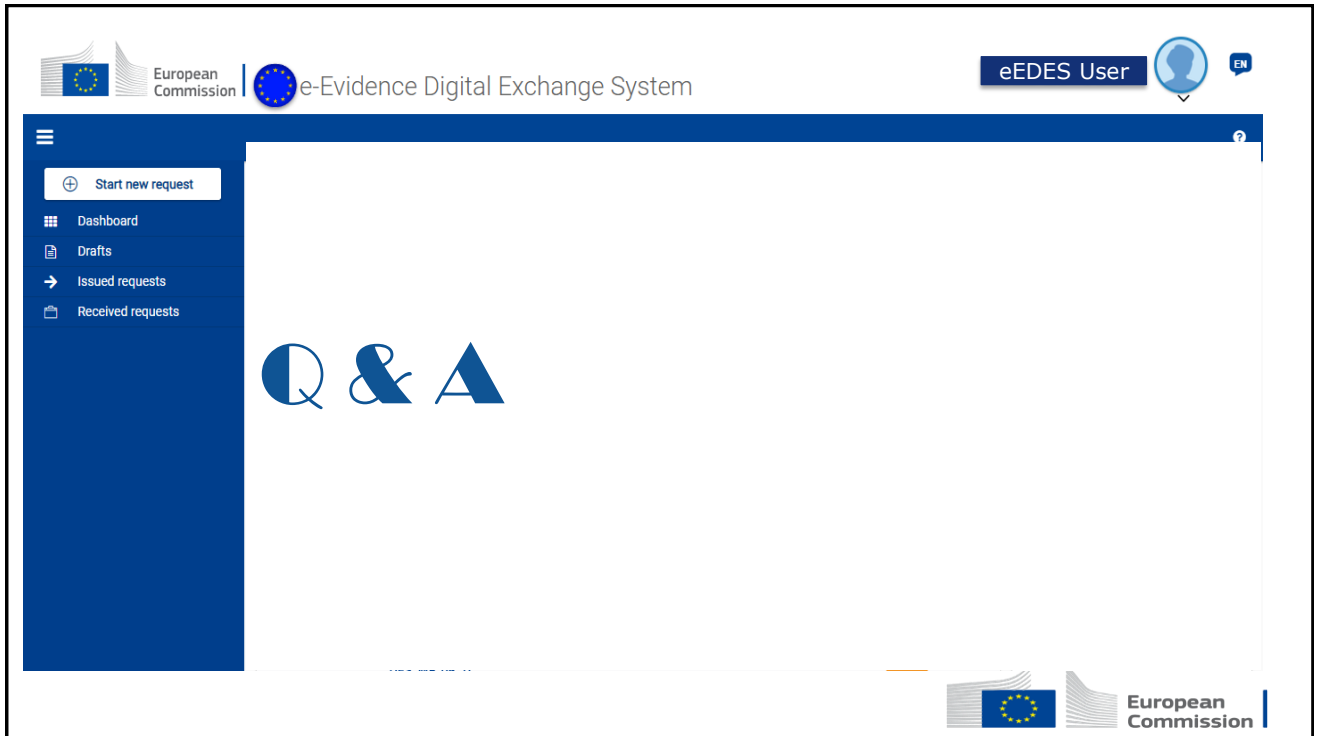 European
Commission
e-Evidence Digital Exchange System
eEDES User
EN
?
Start new request
Dashboard
Drafts
Issued requests
Received requests
Q & A
European
Commission